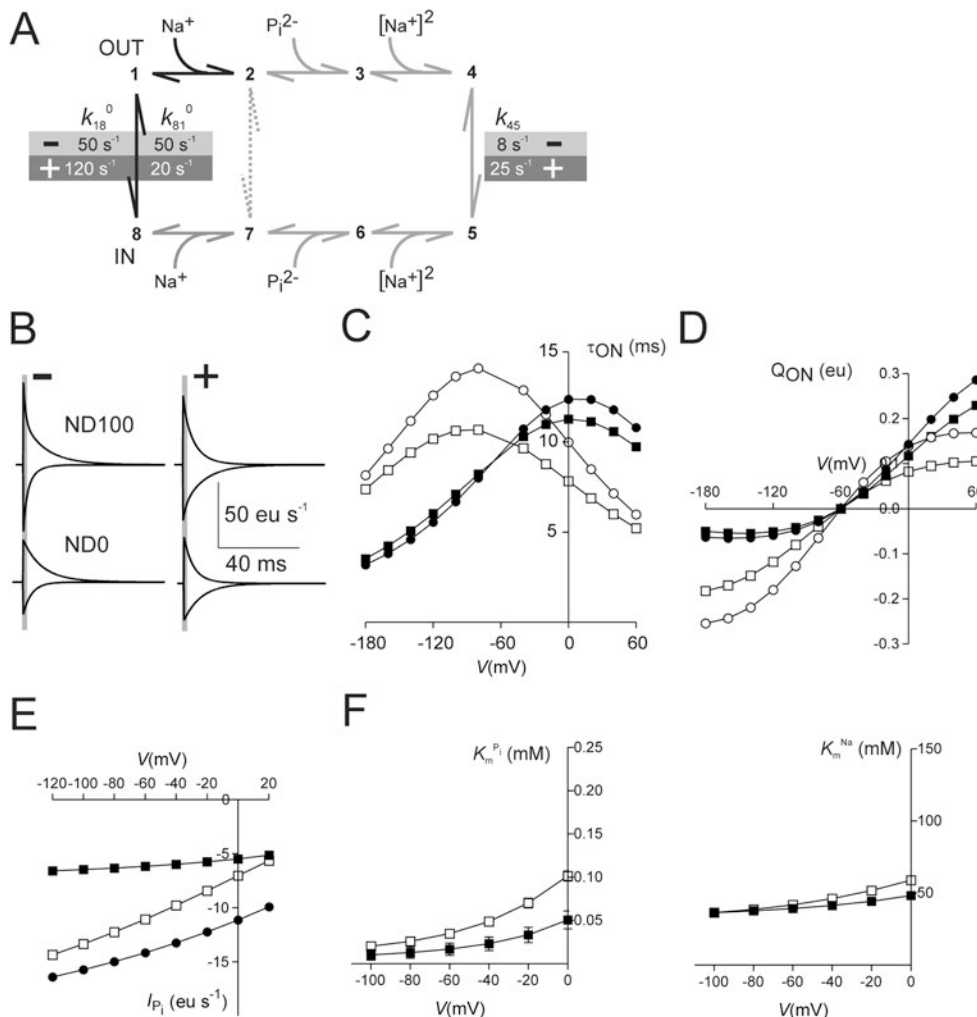 A
OUT
Na⁺ Pᵢ²⁻ [Na⁺]²
1 2 3 4
k₁₈⁰ k₈₁⁰ k₄₅
− 50 s⁻¹ 50 s⁻¹ 8 s⁻¹ −
+ 120 s⁻¹ 20 s⁻¹ 25 s⁻¹ +
8 7 6 5
IN
Na⁺ Pᵢ²⁻ [Na⁺]²
B
− +
ND100
ND0
50 eu s⁻¹
40 ms
C
τON (ms)
15
10
5
-180 -120 -60 0 60
V(mV)
D
QON (eu)
0.3
0.2
V(mV)
-180 -120 -60 60
0.0
-0.1
-0.3
E
V(mV)
-120 -100 -80 -60 -40 -20 20
0
-5
-10
-15
IPᵢ (eu s⁻¹)
F
KₘPᵢ (mM)
0.25
0.20
0.15
0.10
0.05
-100 -80 -60 -40 -20 0
V(mV)
KₘNa (mM)
150
100
50
-100 -80 -60 -40 -20 0
V(mV)